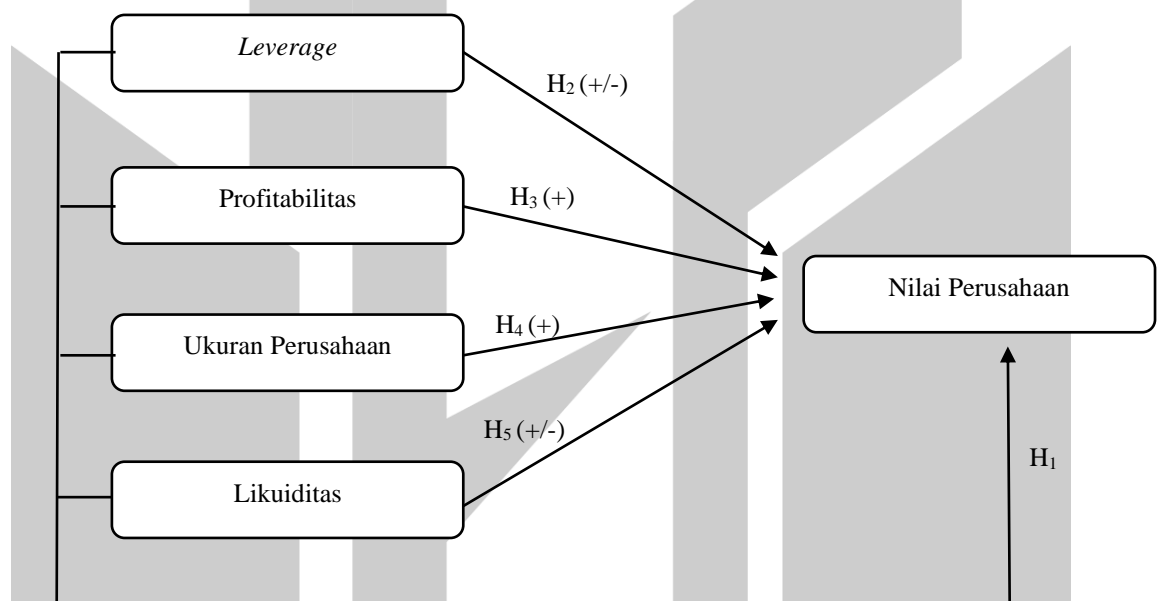 Leverage
H₂ (+/-)
Profitabilitas
H₃ (+)
Nilai Perusahaan
H₄ (+)
Ukuran Perusahaan
H₅ (+/-)
H₁
Likuiditas